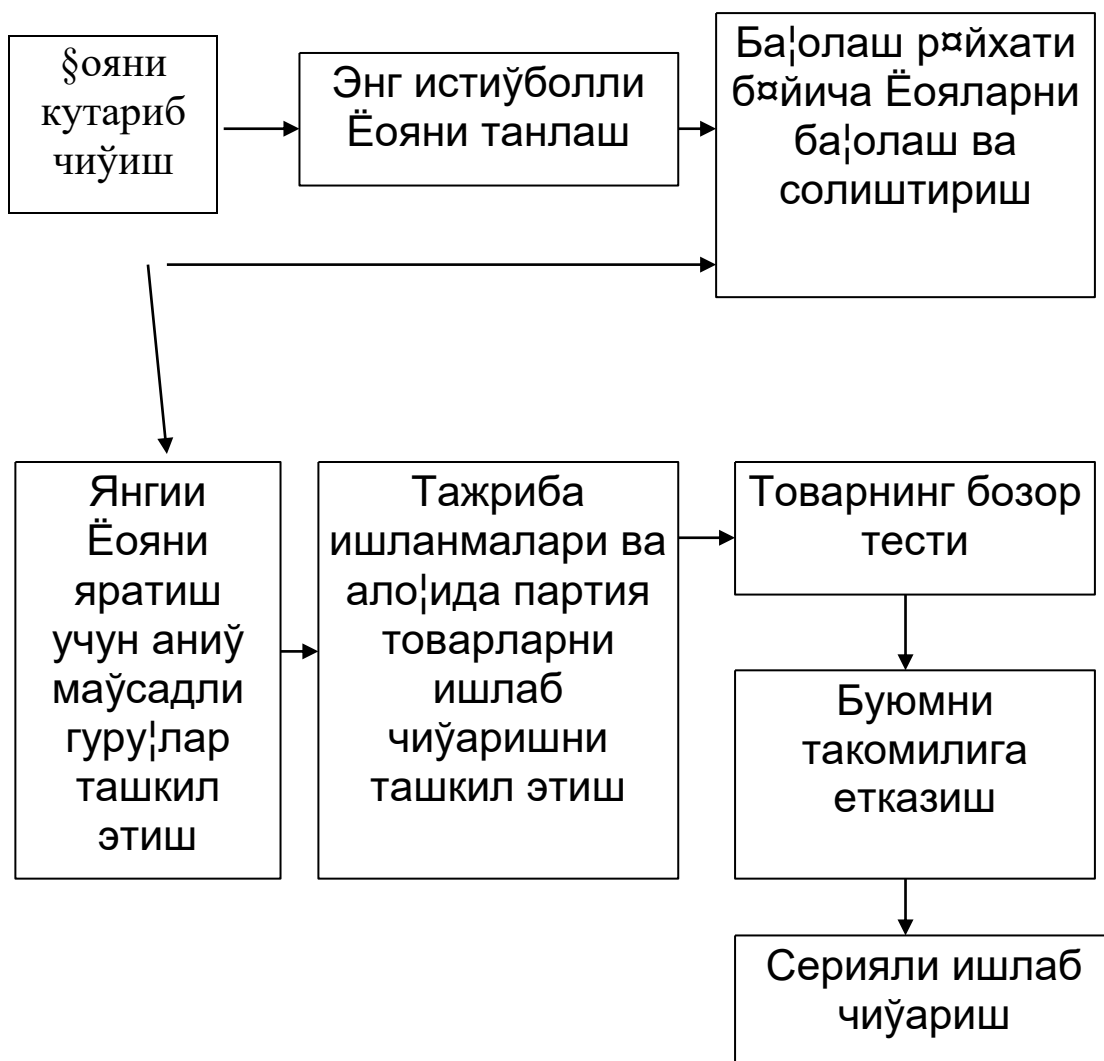 §ояни
кутариб
чиўиш
Энг истиўболли
Ёояни танлаш
Ба¦олаш р¤йхати
б¤йича Ёояларни
ба¦олаш ва
солиштириш
Янгии
Ёояни
яратиш
учун аниў
маўсадли
гуру¦лар
ташкил
этиш
Тажриба
ишланмалари ва
ало¦ида партия
товарларни
ишлаб
чиўаришни
ташкил этиш
Товарнинг бозор
тести
Буюмни
такомилига
етказиш
Серияли ишлаб
чиўариш